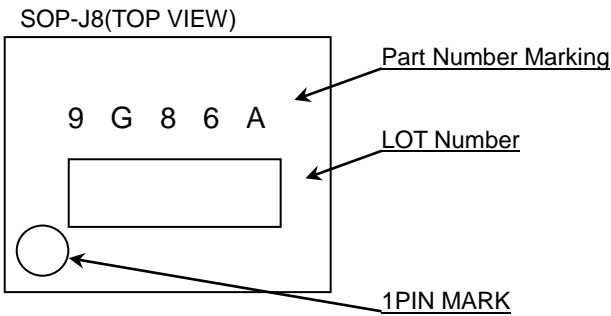 SOP-J8(TOP VIEW)
Part Number Marking
9 G 8 6 A
LOT Number
1PIN MARK